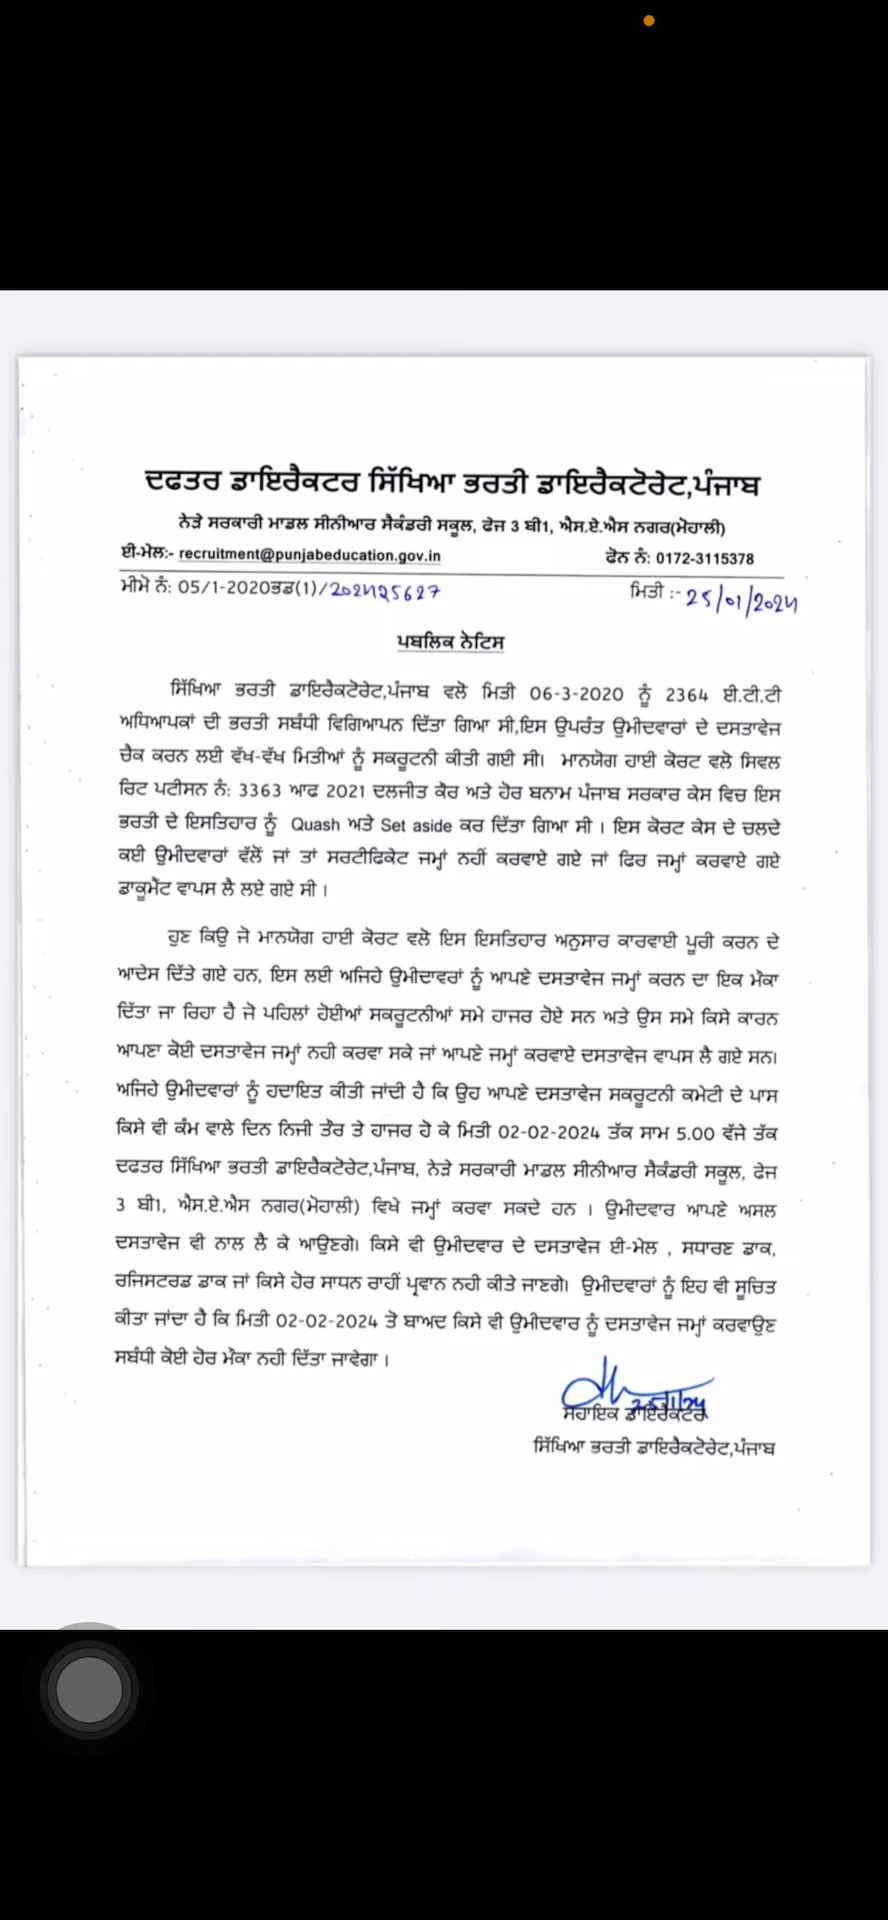 ਦਫਤਰ ਡਾਇਰੈਕਟਰ ਸਿੱਖਿਆ ਭਰਤੀ ਡਾਇਰੈਕਟੋਰੇਟ,ਪੰਜਾਬ
ਨੇੜੇ ਸਰਕਾਰੀ ਮਾਡਲ ਸੀਨੀਆਰ ਸੈਕੰਡਰੀ ਸਕੂਲ, ਫੇਜ 3 ਬੀ1, ਐਸ.ਏ.ਐਸ ਨਗਰ(ਮੋਹਾਲੀ)
ਈ-ਮੇਲ:- recruitment@punjabeducation.gov.in ਫੋਨ ਨੰ: 0172-3115378
ਮੀਮੋ ਨੰ: 05/1-2020ਭਡ(1)/202425627 ਮਿਤੀ :- 25/01/2024
ਪਬਲਿਕ ਨੋਟਿਸ
ਸਿੱਖਿਆ ਭਰਤੀ ਡਾਇਰੈਕਟੋਰੇਟ,ਪੰਜਾਬ ਵਲੋ ਮਿਤੀ 06-3-2020 ਨੂੰ 2364 ਈ.ਟੀ.ਟੀ
ਅਧਿਆਪਕਾਂ ਦੀ ਭਰਤੀ ਸਬੰਧੀ ਵਿਗਿਆਪਨ ਦਿੱਤਾ ਗਿਆ ਸੀ,ਇਸ ਉਪਰੰਤ ਉਮੀਦਵਾਰਾਂ ਦੇ ਦਸਤਾਵੇਜ
ਚੈਕ ਕਰਨ ਲਈ ਵੱਖ-ਵੱਖ ਮਿਤੀਆਂ ਨੂੰ ਸਕਰੂਟਨੀ ਕੀਤੀ ਗਈ ਸੀ। ਮਾਨਯੋਗ ਹਾਈ ਕੋਰਟ ਵਲੋ ਸਿਵਲ
ਰਿਟ ਪਟੀਸਨ ਨੰ: 3363 ਆਫ 2021 ਦਲਜੀਤ ਕੌਰ ਅਤੇ ਹੋਰ ਬਨਾਮ ਪੰਜਾਬ ਸਰਕਾਰ ਕੇਸ ਵਿਚ ਇਸ
ਭਰਤੀ ਦੇ ਇਸਤਿਹਾਰ ਨੂੰ Quash ਅਤੇ Set aside ਕਰ ਦਿੱਤਾ ਗਿਆ ਸੀ । ਇਸ ਕੋਰਟ ਕੇਸ ਦੇ ਚਲਦੇ
ਕਈ ਉਮੀਦਵਾਰਾਂ ਵੱਲੋਂ ਜਾਂ ਤਾਂ ਸਰਟੀਫਿਕੇਟ ਜਮ੍ਹਾਂ ਨਹੀਂ ਕਰਵਾਏ ਗਏ ਜਾਂ ਫਿਰ ਜਮ੍ਹਾਂ ਕਰਵਾਏ ਗਏ
ਡਾਕੂਮੈਂਟ ਵਾਪਸ ਲੈ ਲਏ ਗਏ ਸੀ ।
ਹੁਣ ਕਿਉ ਜੋ ਮਾਨਯੋਗ ਹਾਈ ਕੋਰਟ ਵਲੋ ਇਸ ਇਸਤਿਹਾਰ ਅਨੁਸਾਰ ਕਾਰਵਾਈ ਪੂਰੀ ਕਰਨ ਦੇ
ਆਦੇਸ ਦਿੱਤੇ ਗਏ ਹਨ, ਇਸ ਲਈ ਅਜਿਹੇ ਉਮੀਦਾਵਰਾਂ ਨੂੰ ਆਪਣੇ ਦਸਤਾਵੇਜ ਜਮ੍ਹਾਂ ਕਰਨ ਦਾ ਇਕ ਮੌਕਾ
ਦਿੱਤਾ ਜਾ ਰਿਹਾ ਹੈ ਜੋ ਪਹਿਲਾਂ ਹੋਈਆਂ ਸਕਰੂਟਨੀਆਂ ਸਮੇ ਹਾਜਰ ਹੋਏ ਸਨ ਅਤੇ ਉਸ ਸਮੇ ਕਿਸੇ ਕਾਰਨ
ਆਪਣਾ ਕੋਈ ਦਸਤਾਵੇਜ ਜਮ੍ਹਾਂ ਨਹੀ ਕਰਵਾ ਸਕੇ ਜਾਂ ਆਪਣੇ ਜਮ੍ਹਾਂ ਕਰਵਾਏ ਦਸਤਾਵੇਜ ਵਾਪਸ ਲੈ ਗਏ ਸਨ।
ਅਜਿਹੇ ਉਮੀਦਵਾਰਾਂ ਨੂੰ ਹਦਾਇਤ ਕੀਤੀ ਜਾਂਦੀ ਹੈ ਕਿ ਉਹ ਆਪਣੇ ਦਸਤਾਵੇਜ ਸਕਰੂਟਨੀ ਕਮੇਟੀ ਦੇ ਪਾਸ
ਕਿਸੇ ਵੀ ਕੰਮ ਵਾਲੇ ਦਿਨ ਨਿਜੀ ਤੌਰ ਤੇ ਹਾਜਰ ਹੋ ਕੇ ਮਿਤੀ 02-02-2024 ਤੱਕ ਸਾਮ 5.00 ਵੱਜੇ ਤੱਕ
ਦਫਤਰ ਸਿੱਖਿਆ ਭਰਤੀ ਡਾਇਰੈਕਟੋਰੇਟ,ਪੰਜਾਬ, ਨੇੜੇ ਸਰਕਾਰੀ ਮਾਡਲ ਸੀਨੀਆਰ ਸੈਕੰਡਰੀ ਸਕੂਲ, ਫੇਜ
3 ਬੀ1, ਐਸ.ਏ.ਐਸ ਨਗਰ(ਮੋਹਾਲੀ) ਵਿਖੇ ਜਮ੍ਹਾਂ ਕਰਵਾ ਸਕਦੇ ਹਨ । ਉਮੀਦਵਾਰ ਆਪਣੇ ਅਸਲ
ਦਸਤਾਵੇਜ ਵੀ ਨਾਲ ਲੈ ਕੇ ਆਉਣਗੇ। ਕਿਸੇ ਵੀ ਉਮੀਦਵਾਰ ਦੇ ਦਸਤਾਵੇਜ ਈ-ਮੇਲ , ਸਧਾਰਣ ਡਾਕ,
ਰਜਿਸਟਰਡ ਡਾਕ ਜਾਂ ਕਿਸੇ ਹੋਰ ਸਾਧਨ ਰਾਹੀਂ ਪ੍ਰਵਾਨ ਨਹੀ ਕੀਤੇ ਜਾਣਗੇ। ਉਮੀਦਵਾਰਾਂ ਨੂੰ ਇਹ ਵੀ ਸੂਚਿਤ
ਕੀਤਾ ਜਾਂਦਾ ਹੈ ਕਿ ਮਿਤੀ 02-02-2024 ਤੋ ਬਾਅਦ ਕਿਸੇ ਵੀ ਉਮੀਦਵਾਰ ਨੂੰ ਦਸਤਾਵੇਜ ਜਮ੍ਹਾਂ ਕਰਵਾਉਣ
ਸਬੰਧੀ ਕੋਈ ਹੋਰ ਮੌਕਾ ਨਹੀ ਦਿੱਤਾ ਜਾਵੇਗਾ ।
25/1/24
ਸਹਾਇਕ ਡਾਇਰੈਕਟਰ
ਸਿੱਖਿਆ ਭਰਤੀ ਡਾਇਰੈਕਟੋਰੇਟ,ਪੰਜਾਬ